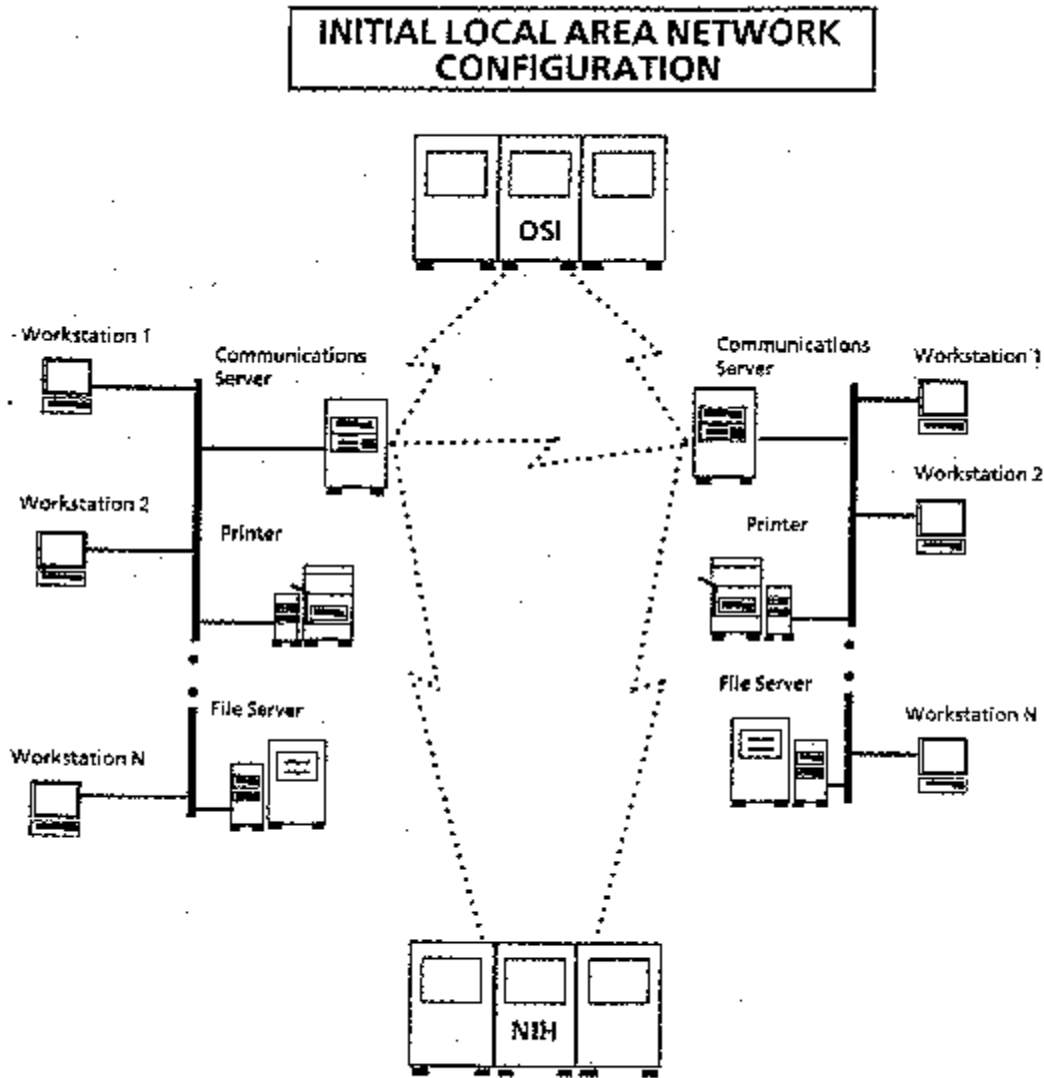 INITIAL LOCAL AREA NETWORK
CONFIGURATION
OSI
Workstation 1
Communications
Server
Communications
Server
Workstation 1
Workstation 2
Printer
Printer
Workstation 2
File Server
Workstation N
File Server
Workstation N
NIH